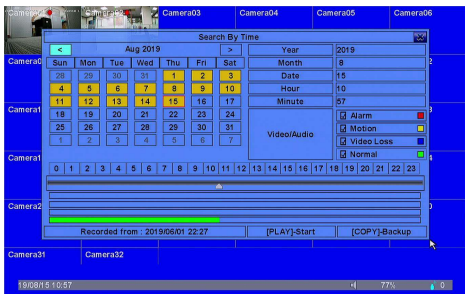 Camera03 Camera04 Camera05 Camera06
Search By Time
< Aug 2019 > Year 2019
Sun Mon Tue Wed Thu Fri Sat Month 8
28 29 30 31 1 2 3 Date 15
4 5 6 7 8 9 10 Hour 10
11 12 13 14 15 16 17 Minute 57
18 19 20 21 22 23 24 Video/Audio Alarm
25 26 27 28 29 30 31 Motion
1 2 3 4 5 6 7 Video Loss
Normal
0 1 2 3 4 5 6 7 8 9 10 11 12 13 14 15 16 17 18 19 20 21 22 23
Recorded from : 2019/06/01 22:27 [PLAY]-Start [COPY]-Backup
Camera31 Camera32
19/08/15 10:57 77% 0